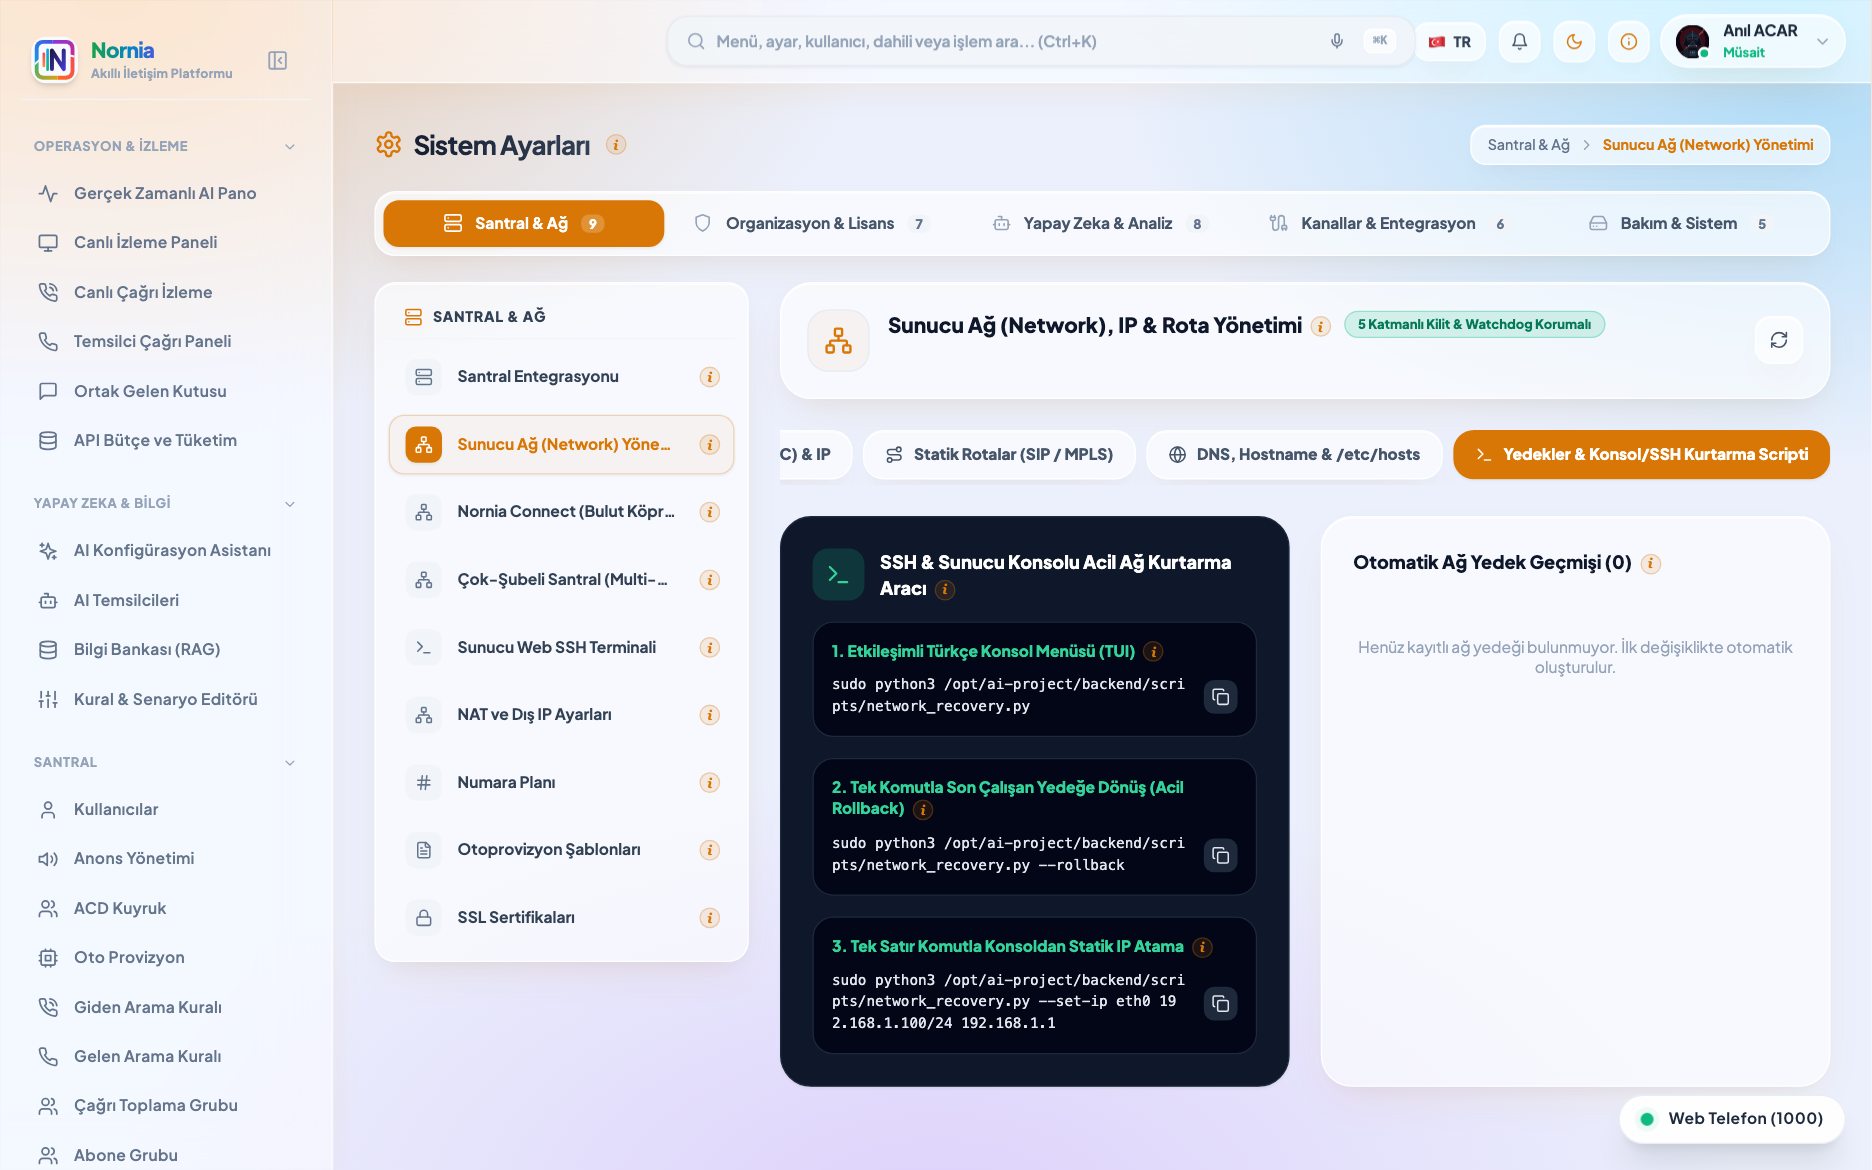 Nornia
Akıllı İletişim Platformu
Menü, ayar, kullanıcı, dahili veya işlem ara... (Ctrl+K)
⌘K
TR
Anıl ACAR
Müsait
OPERASYON & İZLEME
Gerçek Zamanlı AI Pano
Canlı İzleme Paneli
Canlı Çağrı İzleme
Temsilci Çağrı Paneli
Ortak Gelen Kutusu
API Bütçe ve Tüketim
YAPAY ZEKA & BİLGİ
AI Konfigürasyon Asistanı
AI Temsilcileri
Bilgi Bankası (RAG)
Kural & Senaryo Editörü
SANTRAL
Kullanıcılar
Anons Yönetimi
ACD Kuyruk
Oto Provizyon
Giden Arama Kuralı
Gelen Arama Kuralı
Çağrı Toplama Grubu
Abone Grubu
Sistem Ayarları
Santral & Ağ > Sunucu Ağ (Network) Yönetimi
Santral & Ağ 9
Organizasyon & Lisans 7
Yapay Zeka & Analiz 8
Kanallar & Entegrasyon 6
Bakım & Sistem 5
SANTRAL & AĞ
Santral Entegrasyonu
Sunucu Ağ (Network) Yöne...
Nornia Connect (Bulut Köpr...
Çok-Şubeli Santral (Multi-...
Sunucu Web SSH Terminali
NAT ve Dış IP Ayarları
Numara Planı
Otoprovizyon Şablonları
SSL Sertifikaları
Sunucu Ağ (Network), IP & Rota Yönetimi
5 Katmanlı Kilit & Watchdog Korumalı
C) & IP
Statik Rotalar (SIP / MPLS)
DNS, Hostname & /etc/hosts
Yedekler & Konsol/SSH Kurtarma Scripti
SSH & Sunucu Konsolu Acil Ağ Kurtarma
Aracı
1. Etkileşimli Türkçe Konsol Menüsü (TUI)
sudo python3 /opt/ai-project/backend/scri
pts/network_recovery.py
2. Tek Komutla Son Çalışan Yedeğe Dönüş (Acil
Rollback)
sudo python3 /opt/ai-project/backend/scri
pts/network_recovery.py --rollback
3. Tek Satır Komutla Konsoldan Statik IP Atama
sudo python3 /opt/ai-project/backend/scri
pts/network_recovery.py --set-ip eth0 19
2.168.1.100/24 192.168.1.1
Otomatik Ağ Yedek Geçmişi (0)
Henüz kayıtlı ağ yedeği bulunmuyor. İlk değişiklikte otomatik
oluşturulur.
Web Telefon (1000)